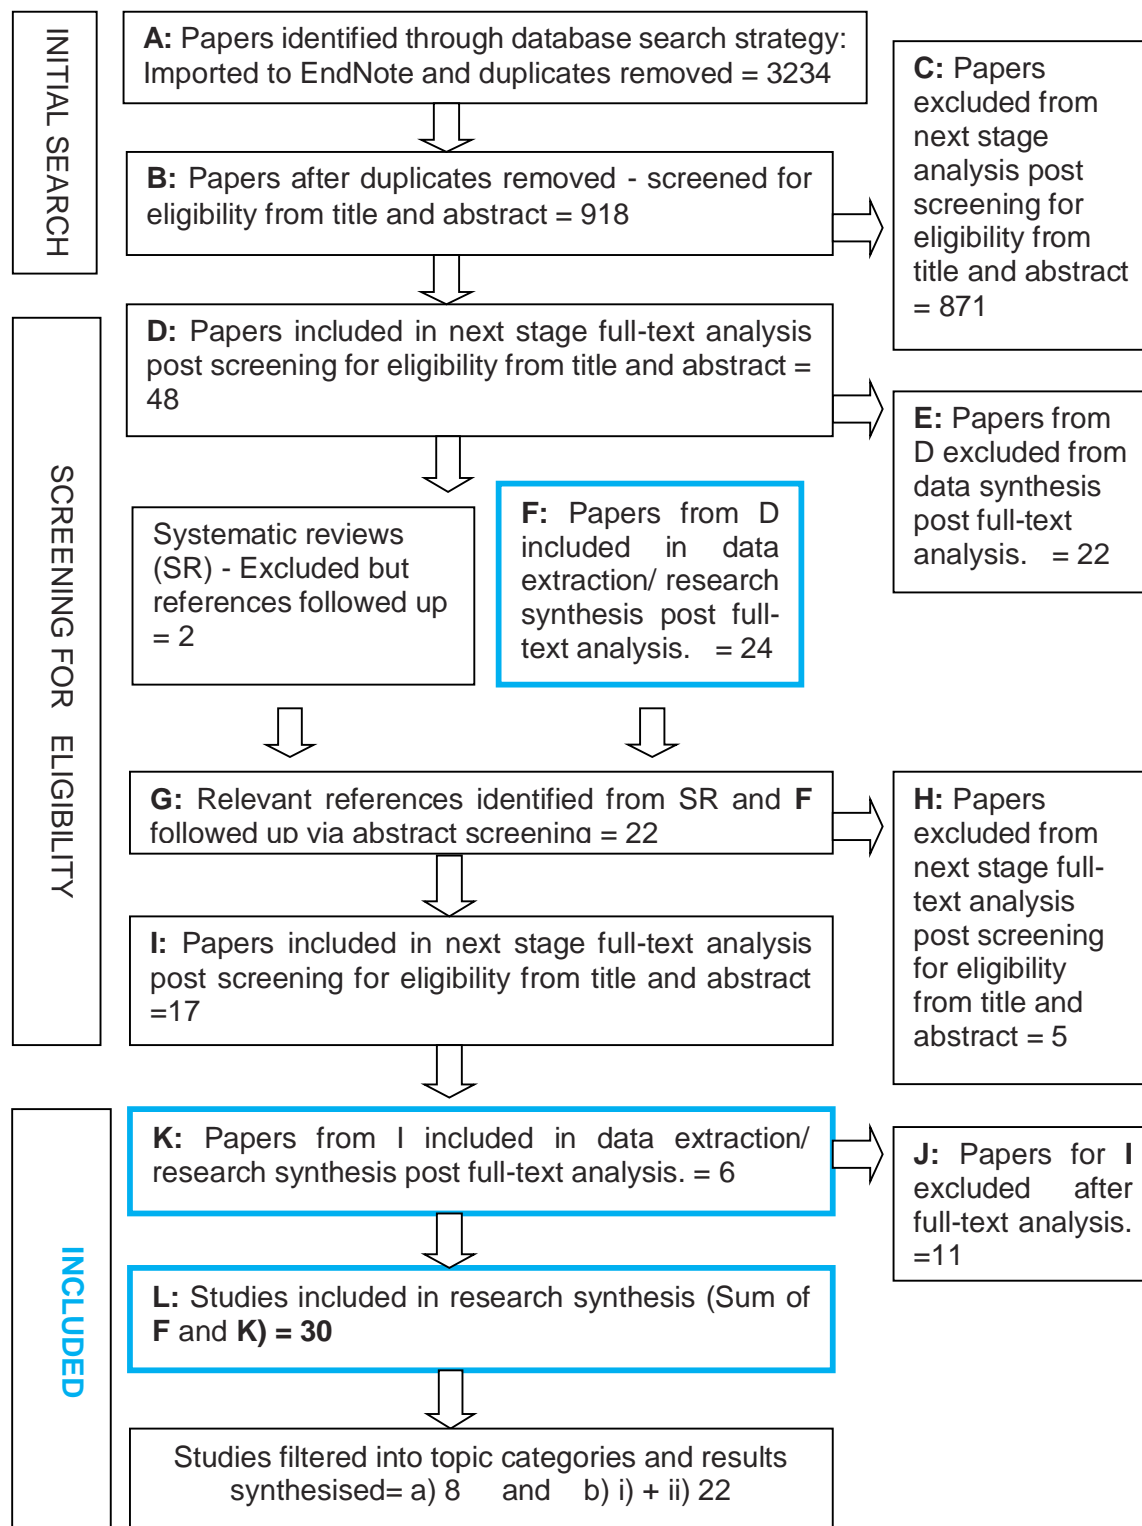 INITIAL SEARCH
A: Papers identified through database search strategy:
Imported to EndNote and duplicates removed = 3234
B: Papers after duplicates removed - screened for
eligibility from title and abstract = 918
C: Papers
excluded from
next stage
analysis post
screening for
eligibility from
title and abstract
= 871
SCREENING FOR ELIGIBILITY
D: Papers included in next stage full-text analysis
post screening for eligibility from title and abstract =
48
E: Papers from
D excluded from
data synthesis
post full-text
analysis. = 22
Systematic reviews
(SR) - Excluded but
references followed up
= 2
F: Papers from D
included in data
extraction/ research
synthesis post full-
text analysis. = 24
G: Relevant references identified from SR and F
followed up via abstract screening = 22
H: Papers
excluded from
next stage full-
text analysis
post screening
for eligibility
from title and
abstract = 5
I: Papers included in next stage full-text analysis
post screening for eligibility from title and abstract
=17
INCLUDED
K: Papers from I included in data extraction/
research synthesis post full-text analysis. = 6
J: Papers for I
excluded after
full-text analysis.
=11
L: Studies included in research synthesis (Sum of
F and K) = 30
Studies filtered into topic categories and results
synthesised= a) 8 and b) i) + ii) 22